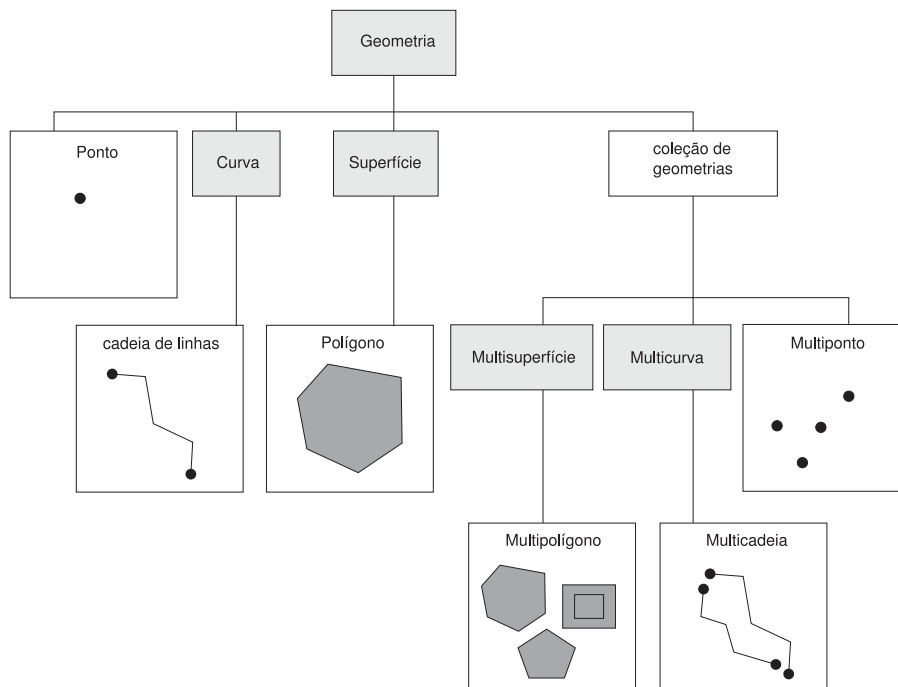 Geometria
Ponto
Curva
Superfície
coleção de
geometrias
cadeia de linhas
Polígono
Multisuperfície
Multicurva
Multiponto
Multipolígono
Multicadeia